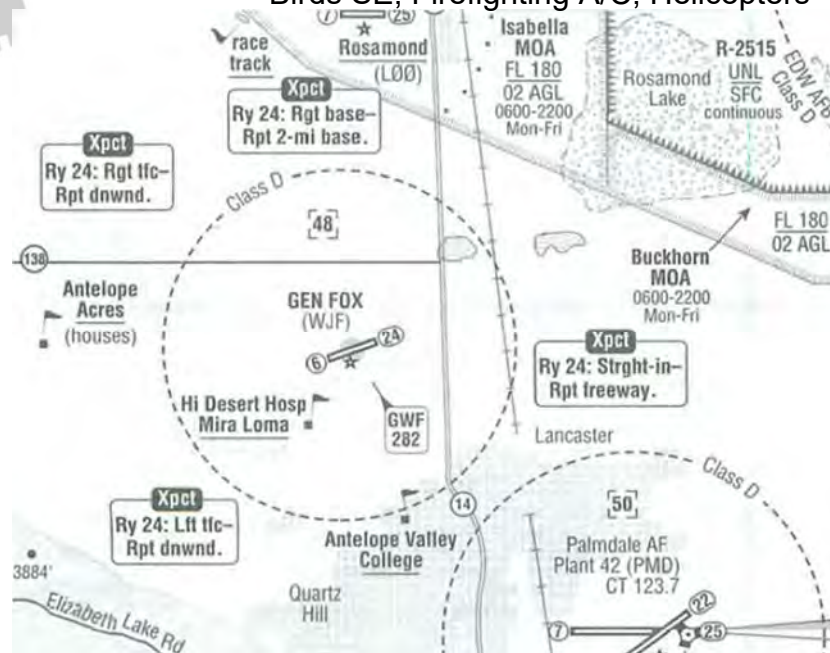 Birds SE, Firefighting A/C, Helicopters
7
25
race
track
Rosamond
(LØØ)
Isabella
MOA
FL 180
02 AGL
0600-2200
Mon-Fri
R-2515
UNL
SFC
continuous
Rosamond
Lake
EDW AFB
Class D
Xpct
Ry 24: Rgt base–
Rpt 2-mi base.
Xpct
Ry 24: Rgt tfc–
Rpt dnwnd.
Class D
[48]
FL 180
02 AGL
138
Buckhorn
MOA
0600-2200
Mon-Fri
Antelope
Acres
(houses)
GEN FOX
(WJF)
6
24
Xpct
Ry 24: Strght-in–
Rpt freeway.
Hi Desert Hosp
Mira Loma
GWF
282
Lancaster
Class D
Xpct
Ry 24: Lft tfc–
Rpt dnwnd.
14
[50]
Antelope Valley
College
Palmdale AF
Plant 42 (PMD)
CT 123.7
3884'
Quartz
Hill
Elizabeth Lake Rd
22
7
25